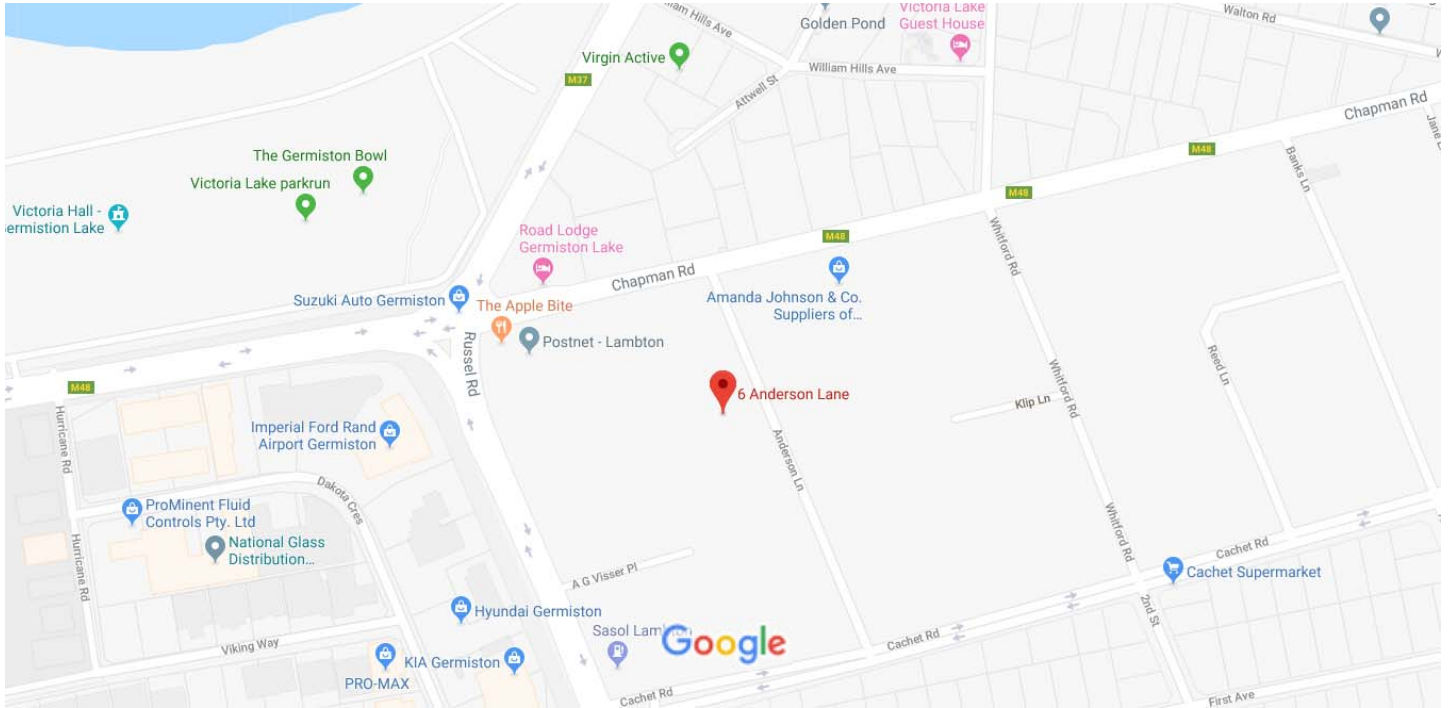 William Hills Ave
Golden Pond
Victoria Lake
Guest House
Walton Rd
Virgin Active
M37
William Hills Ave
Attwell St
Chapman Rd
Jane
M48
Banks Ln
The Germiston Bowl
Victoria Lake parkrun
M48
Victoria Hall -
ermistion Lake
Road Lodge
Germiston Lake
Whitford Rd
M48
Chapman Rd
Suzuki Auto Germiston
The Apple Bite
Amanda Johnson & Co.
Suppliers of...
Postnet - Lambton
Russel Rd
Whitford Rd
Reed Ln
M48
6 Anderson Lane
Klip Ln
Hurricane Rd
Imperial Ford Rand
Airport Germiston
Anderson Ln
Dakota Cres
ProMinent Fluid
Controls Pty. Ltd
Whitford Rd
National Glass
Distribution...
Hurricane Rd
Cachet Rd
A G Visser Pl
Cachet Supermarket
Hyundai Germiston
2nd St
Sasol Lambton
Google
Cachet Rd
Viking Way
KIA Germiston
PRO-MAX
Cachet Rd
First Ave